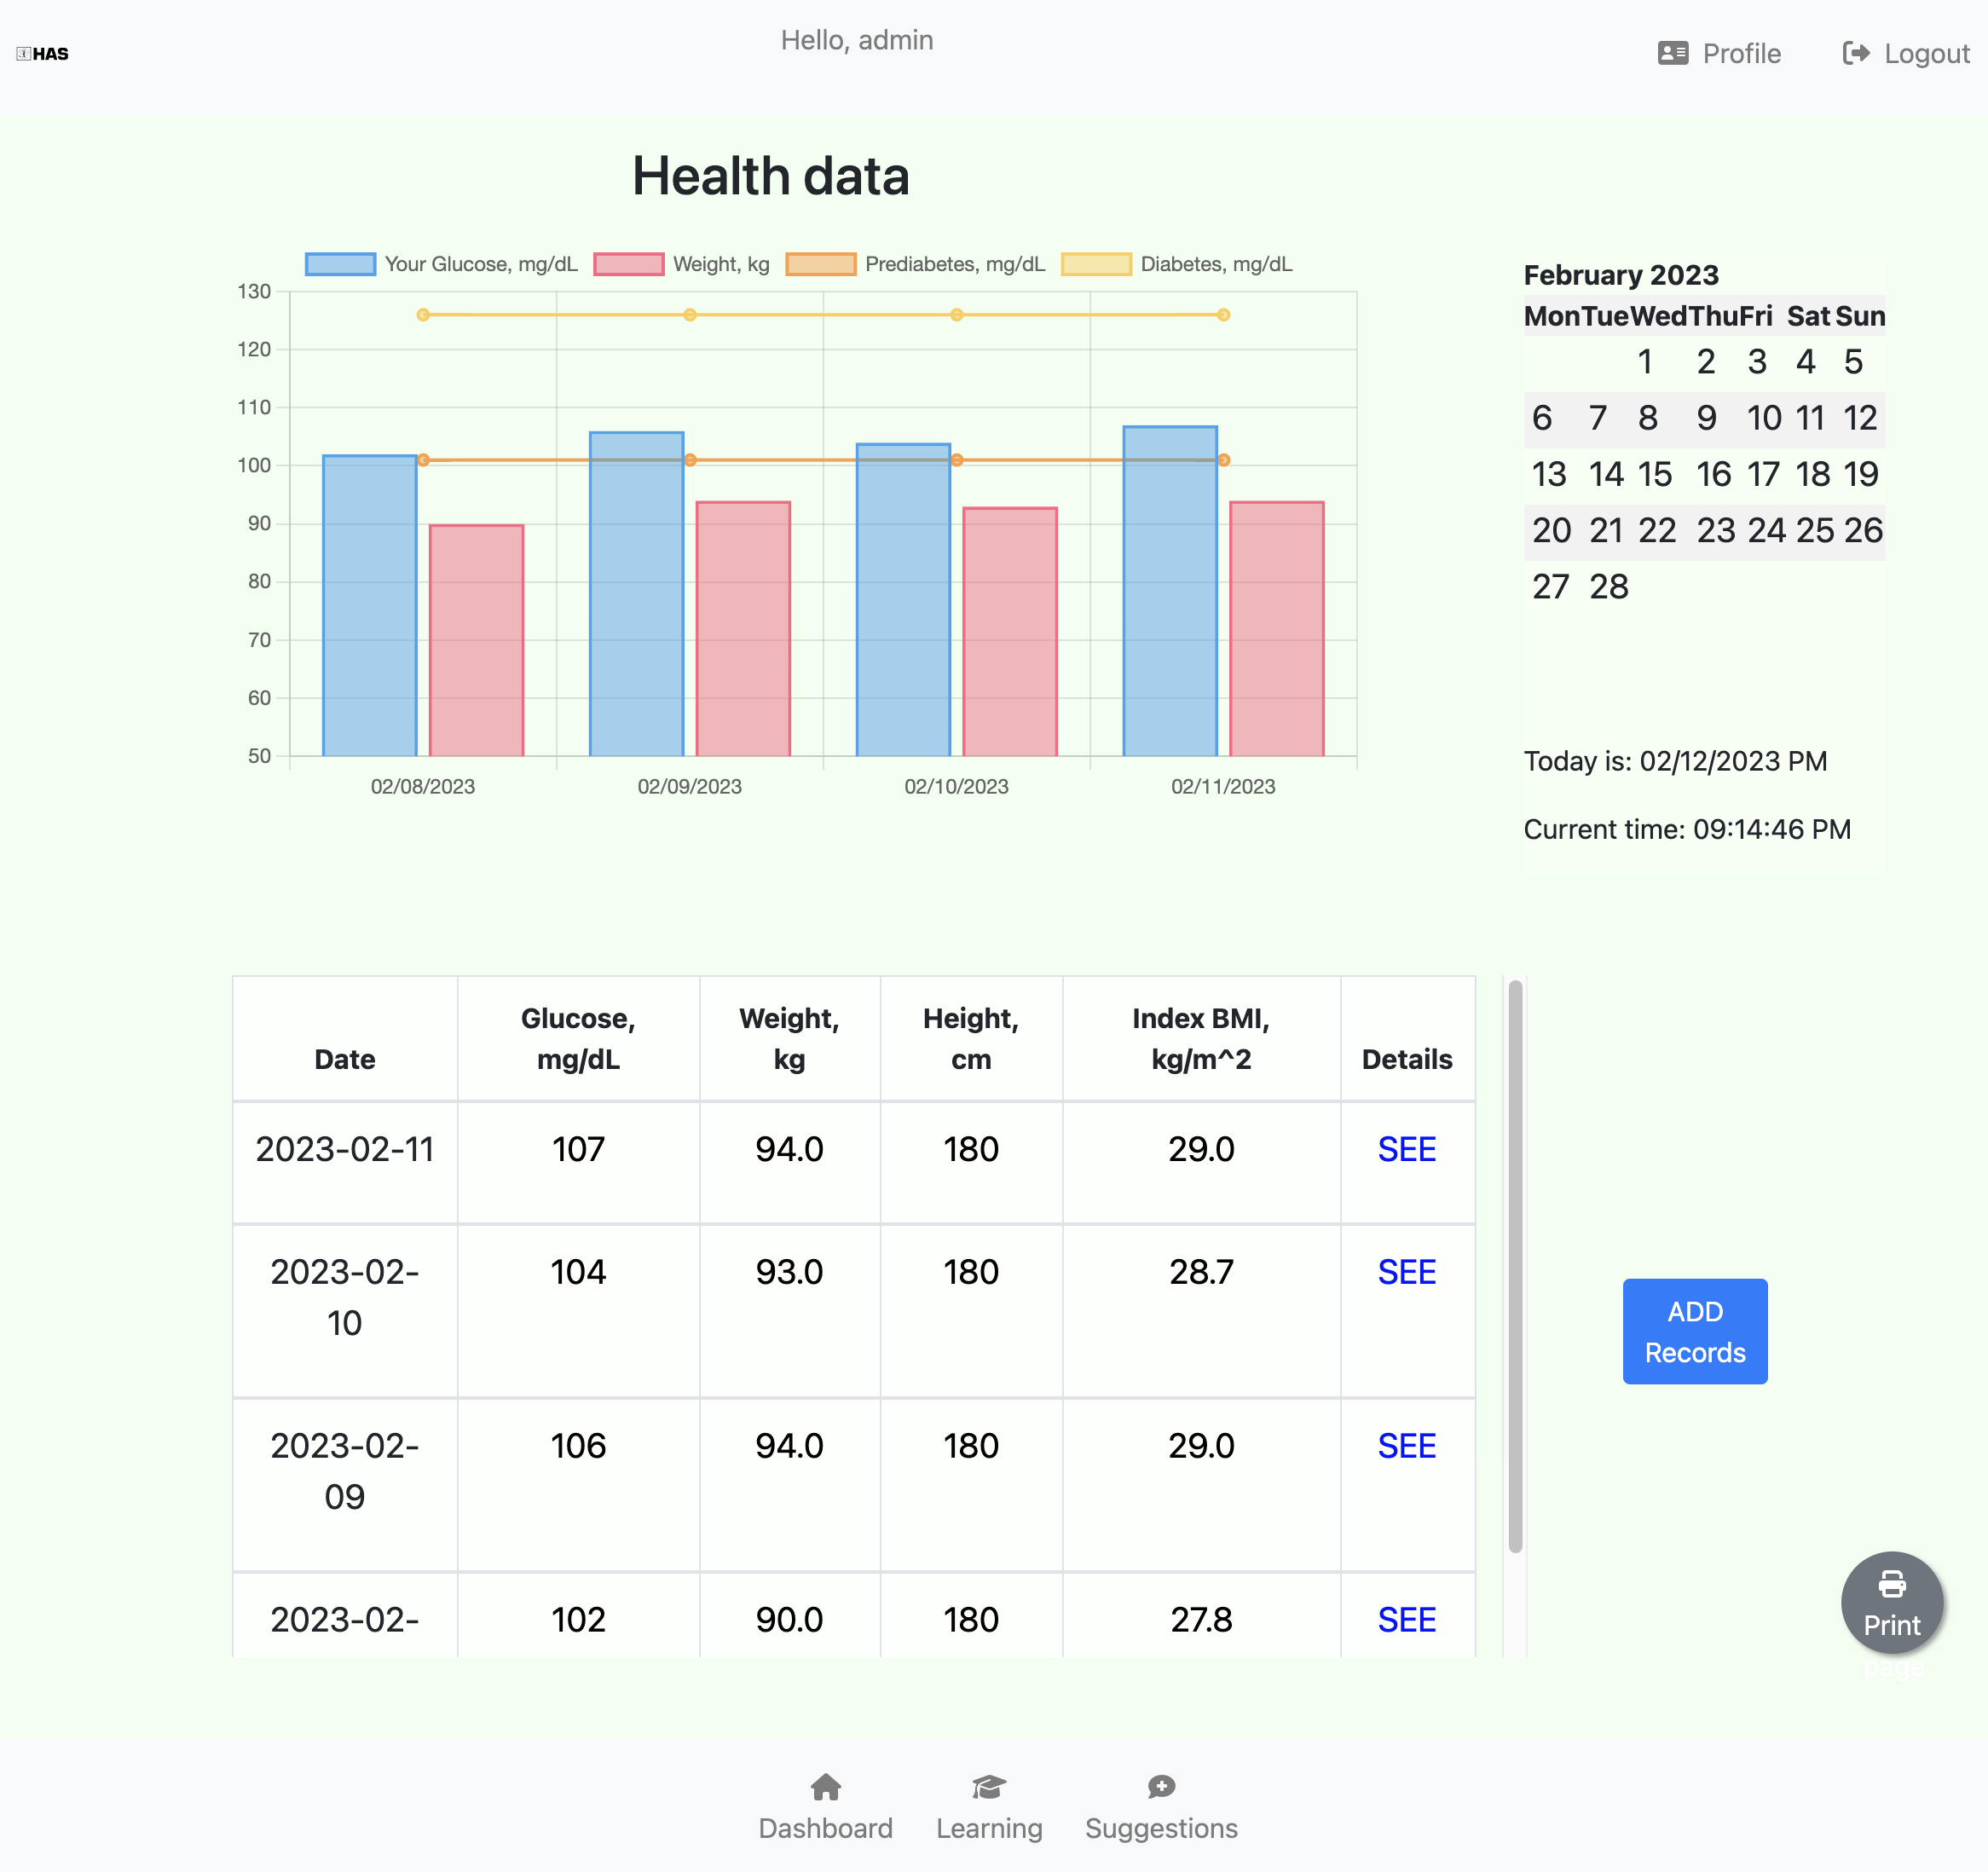 HAS
Hello, admin
Profile
Logout
Health data
Your Glucose, mg/dL Weight, kg Prediabetes, mg/dL Diabetes, mg/dL
130
120
110
100
90
80
70
60
50
02/08/2023 02/09/2023 02/10/2023 02/11/2023
February 2023
Mon Tue Wed Thu Fri Sat Sun
1 2 3 4 5
6 7 8 9 10 11 12
13 14 15 16 17 18 19
20 21 22 23 24 25 26
27 28
Today is: 02/12/2023 PM
Current time: 09:14:46 PM
Date Glucose, mg/dL Weight, kg Height, cm Index BMI, kg/m^2 Details
2023-02-11 107 94.0 180 29.0 SEE
2023-02-10 104 93.0 180 28.7 SEE
2023-02-09 106 94.0 180 29.0 SEE
2023-02- 102 90.0 180 27.8 SEE
ADD
Records
Print
page
Dashboard Learning Suggestions